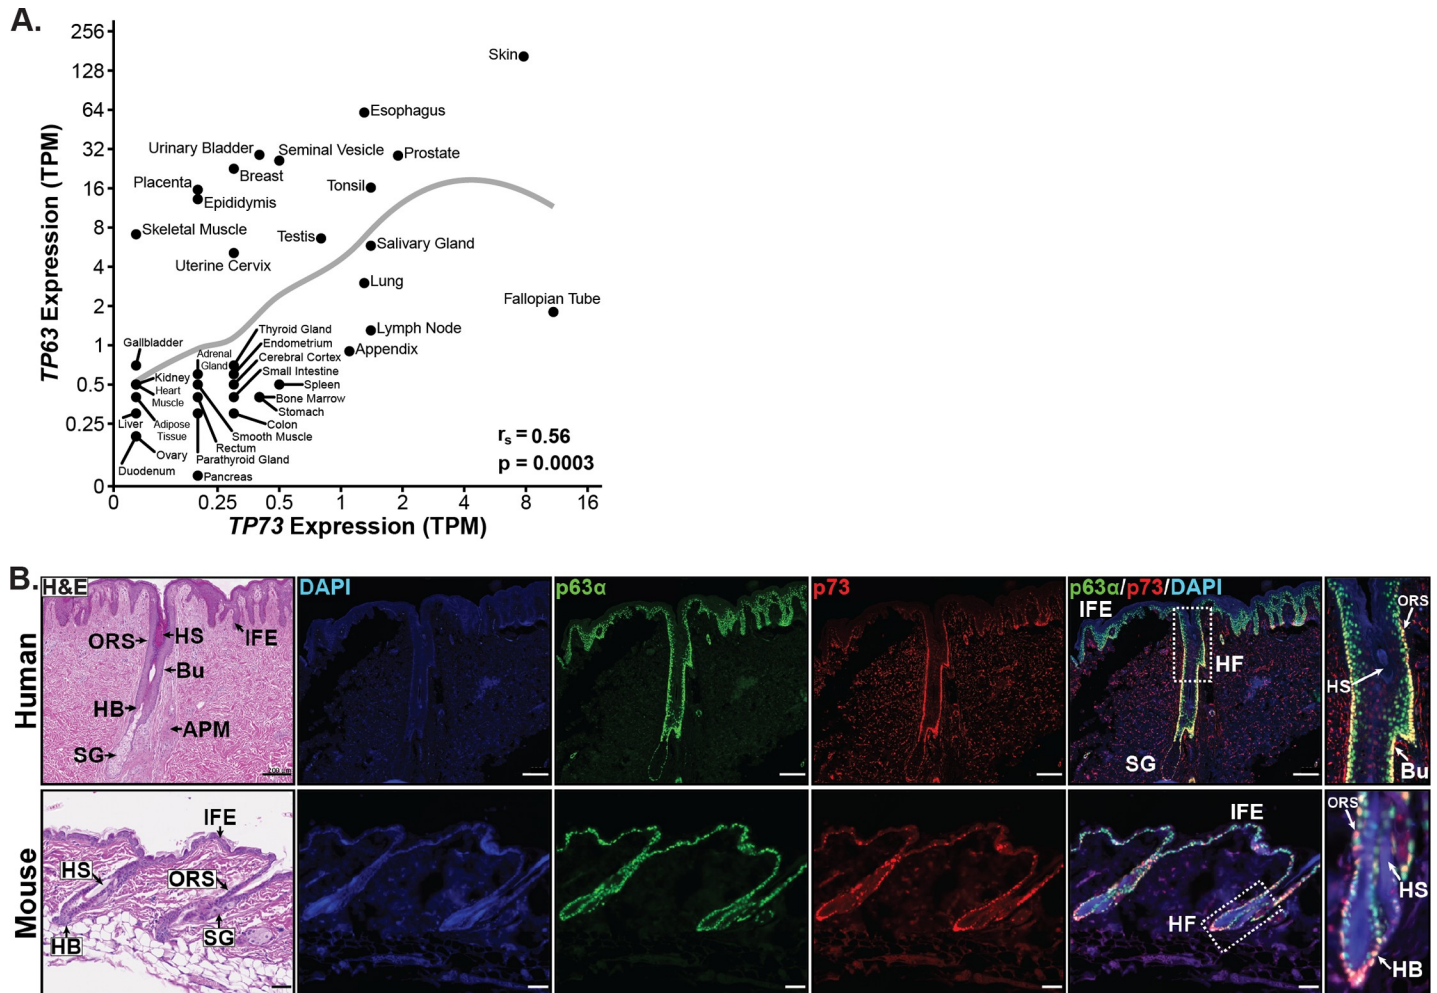 A.
256
128
64
32
16
8
4
2
1
0.5
0.25
0
TP63 Expression (TPM)
Skin
Esophagus
Urinary Bladder
Seminal Vesicle
Prostate
Breast
Placenta
Tonsil
Epididymis
Skeletal Muscle
Testis
Salivary Gland
Uterine Cervix
Lung
Fallopian Tube
Lymph Node
Appendix
Gallbladder
Adrenal
Gland
Thyroid Gland
Endometrium
Cerebral Cortex
Small Intestine
Kidney
Heart
Muscle
Spleen
Bone Marrow
Stomach
Liver
Adipose
Tissue
Colon
Smooth Muscle
Rectum
Ovary
Parathyroid Gland
Duodenum
Pancreas
rs = 0.56
p = 0.0003
0 0.25 0.5 1 2 4 8 16
TP73 Expression (TPM)
B.
Human
H&E
ORS
HS
IFE
Bu
HB
APM
SG
200 µm
DAPI
p63α
p73
p63α/p73/DAPI
IFE
HF
SG
ORS
HS
Bu
Mouse
IFE
HS
ORS
HB
SG
IFE
HF
ORS
HS
HB